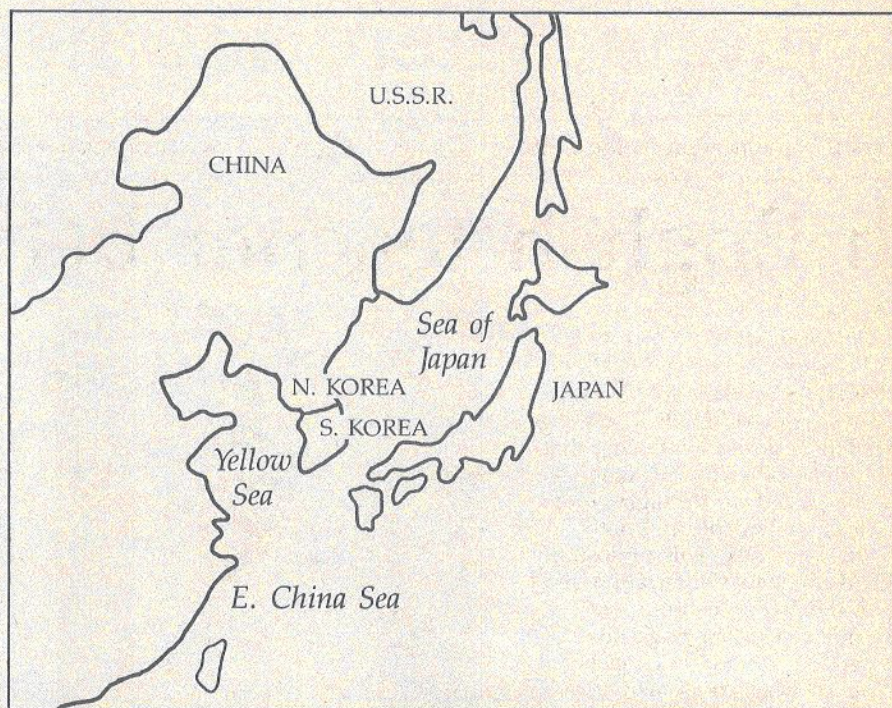 U.S.S.R.
CHINA
Sea of
Japan
N. KOREA
JAPAN
S. KOREA
Yellow
Sea
E. China Sea